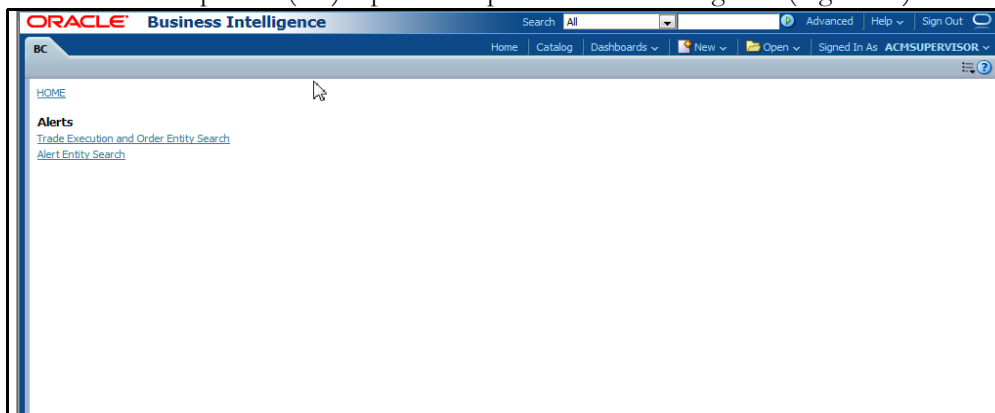 ORACLE Business Intelligence Search All Advanced Help Sign Out
BC Home Catalog Dashboards New Open Signed In As ACMSUPERVISOR
HOME
Alerts
Trade Execution and Order Entity Search
Alert Entity Search